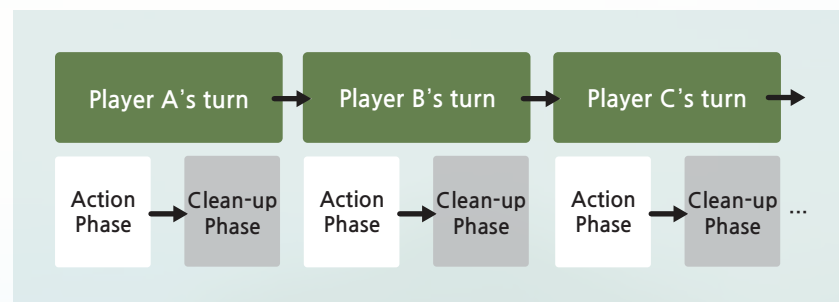 Player A's turn
Player B's turn
Player C's turn
Action
Phase
Clean-up
Phase
Action
Phase
Clean-up
Phase
Action
Phase
Clean-up
Phase
...